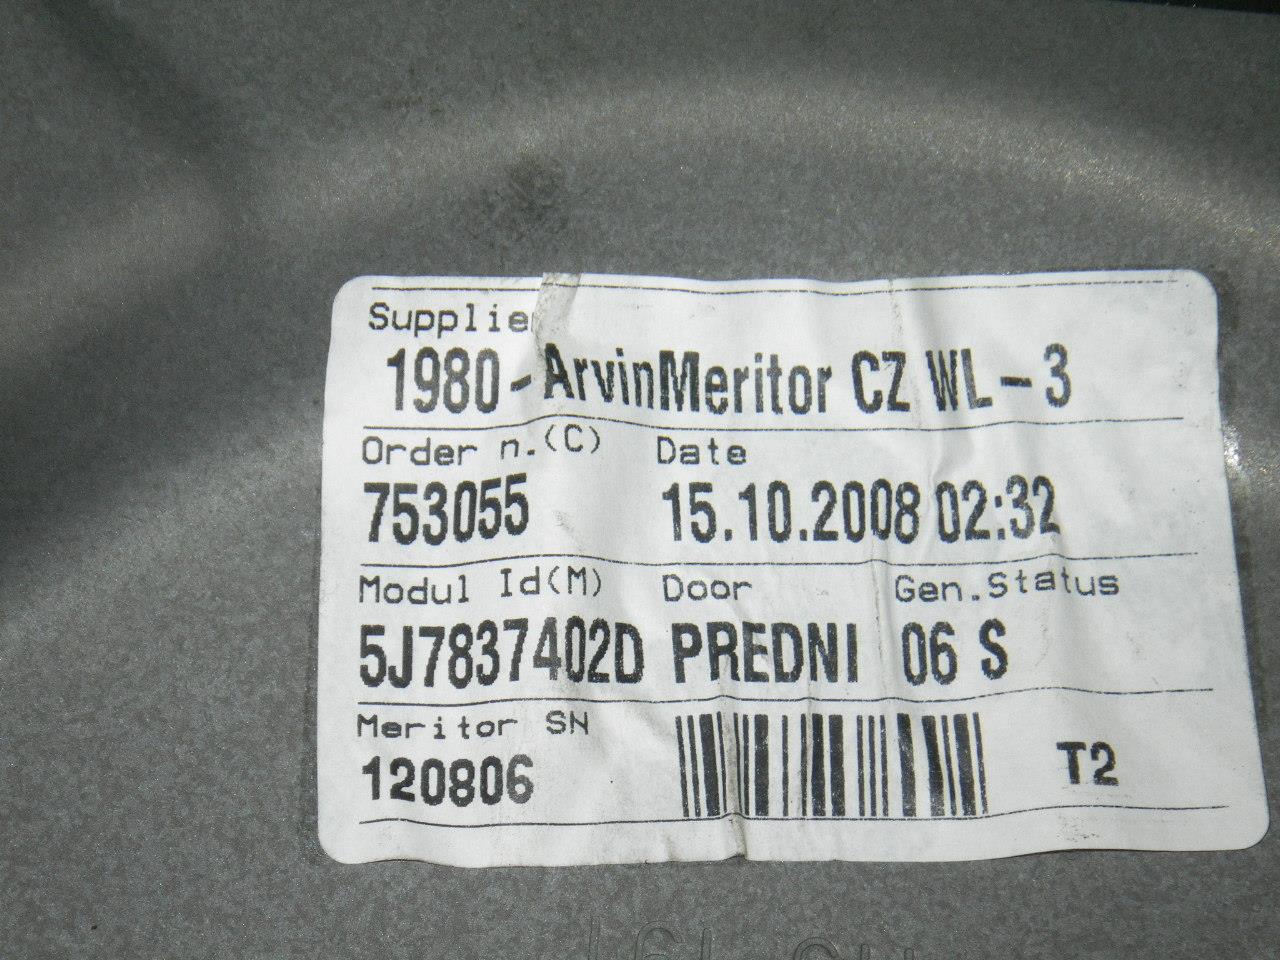 Supplie
1980-ArvinMeritor CZ WL-3
Order n.(C) Date
753055 15.10.2008 02:32
Modul Id(M) Door Gen.Status
5J7837402D PREDNI 06 S
Meritor SN
120806 T2